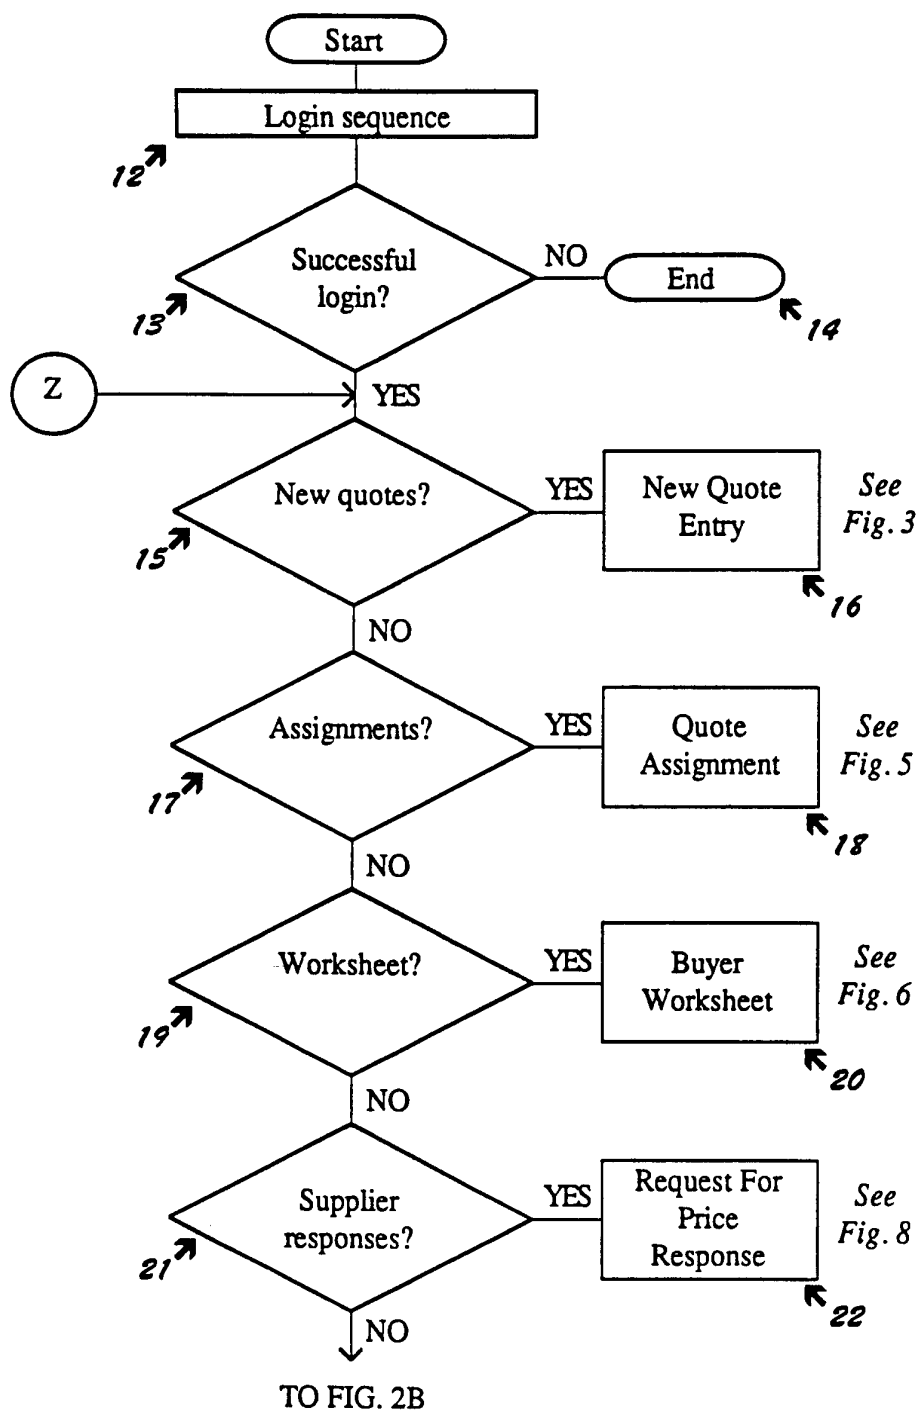 Start
Login sequence
12
Successful
login?
NO
End
13
14
Z
YES
New quotes?
YES
New Quote
Entry
See
Fig. 3
15
16
NO
Assignments?
YES
Quote
Assignment
See
Fig. 5
17
18
NO
Worksheet?
YES
Buyer
Worksheet
See
Fig. 6
19
20
NO
Supplier
responses?
YES
Request For
Price
Response
See
Fig. 8
21
22
NO
TO FIG. 2B